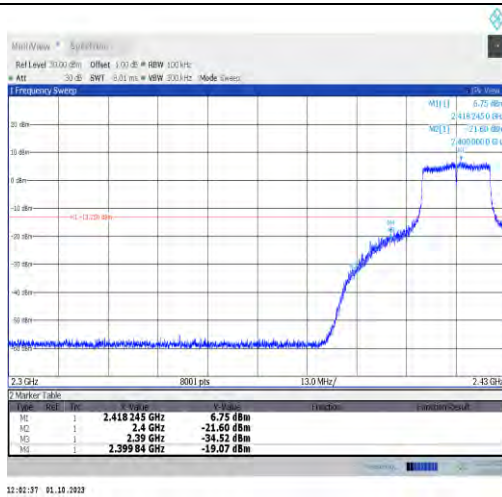 MultiView
Spectrum
Ref Level 30.00 dBm Offset 1.00 dB RBW 100 kHz
Att 30 dB SWT 8.01 ms VBW 300 kHz Mode Sweep
1 Frequency Sweep
M1[1] 6.75 dBm
2.418 245 0 GHz
M2[1] -21.60 dBm
2.400 000 0 GHz
20 dBm
10 dBm
0 dBm
-10 dBm
-20 dBm
-30 dBm
-40 dBm
-50 dBm
-60 dBm
2.3 GHz 8001 pts 13.0 MHz/ 2.43 GHz
2 Marker Table
Type Ref Trc X-Value Y-Value Function Function Result
M1 1 2.418 245 GHz 6.75 dBm
M2 1 2.4 GHz -21.60 dBm
M3 1 2.39 GHz -34.52 dBm
M4 1 2.399 84 GHz -19.07 dBm
12:02:37 01.10.2023